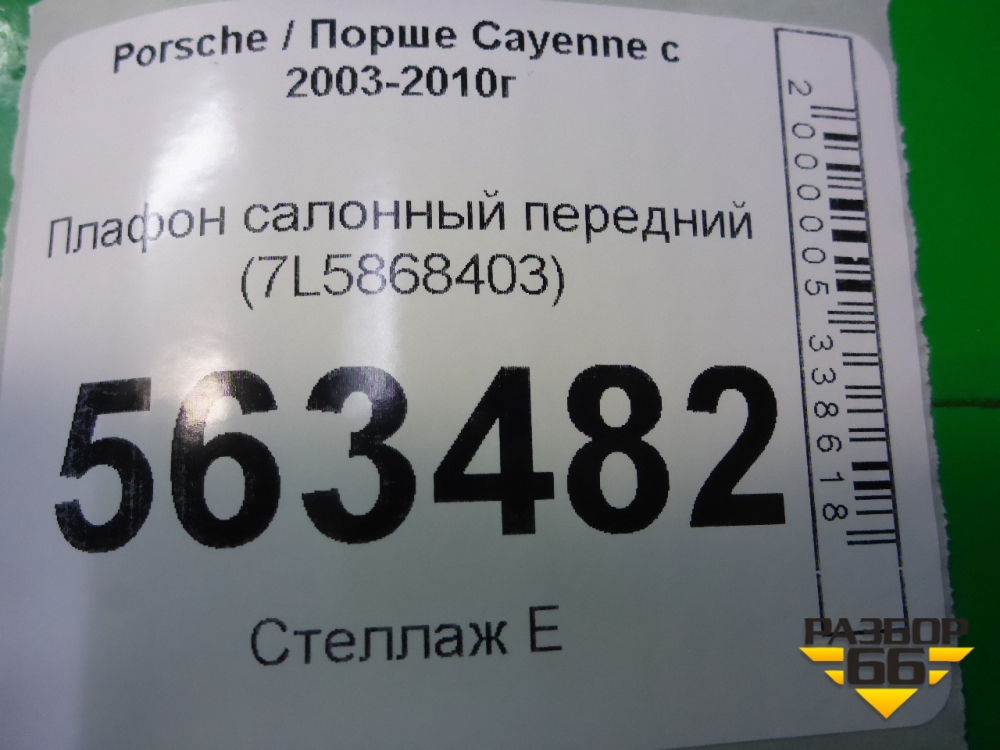 Porsche / Порше Cayenne с
2003-2010г
Плафон салонный передний
(7L5868403)
563482
Стеллаж Е
2000005338618
РАЗБОР
66